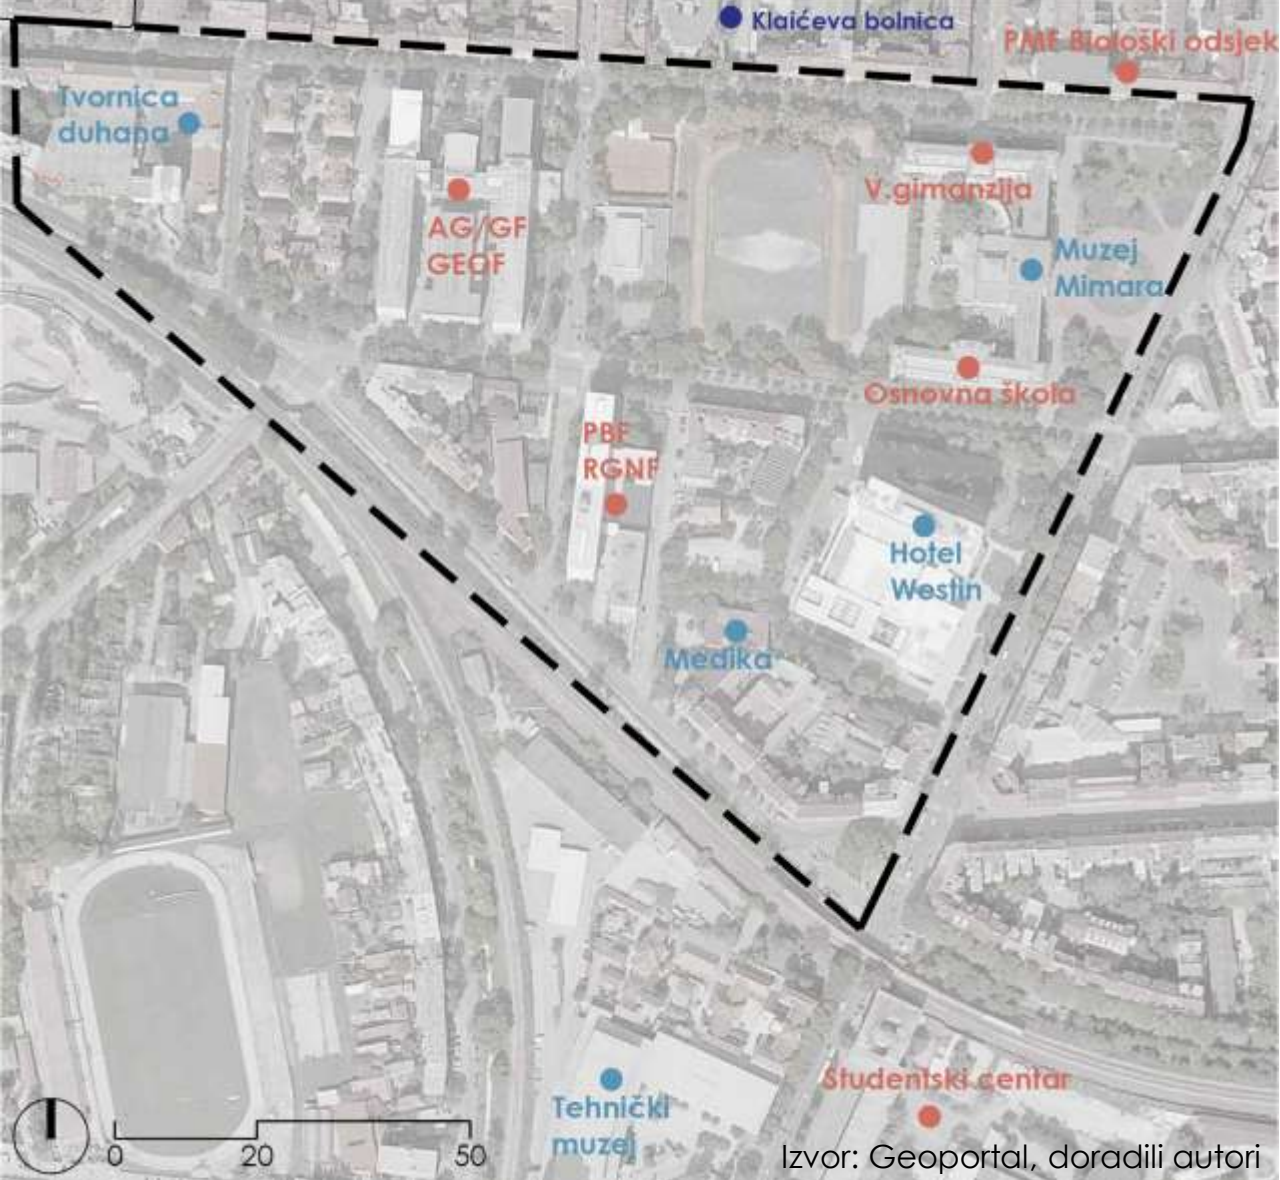 Klaićeva bolnica
PMF Biološki odsjek
Tvornica
duhana
V.gimanzija
AG/GF
GEOF
Muzej
Mimara
Osnovna škola
PBF
RGNF
Hotel
Westin
Medika
Studentski centar
Tehnički
muzej
0 20 50
Izvor: Geoportal, doradili autori